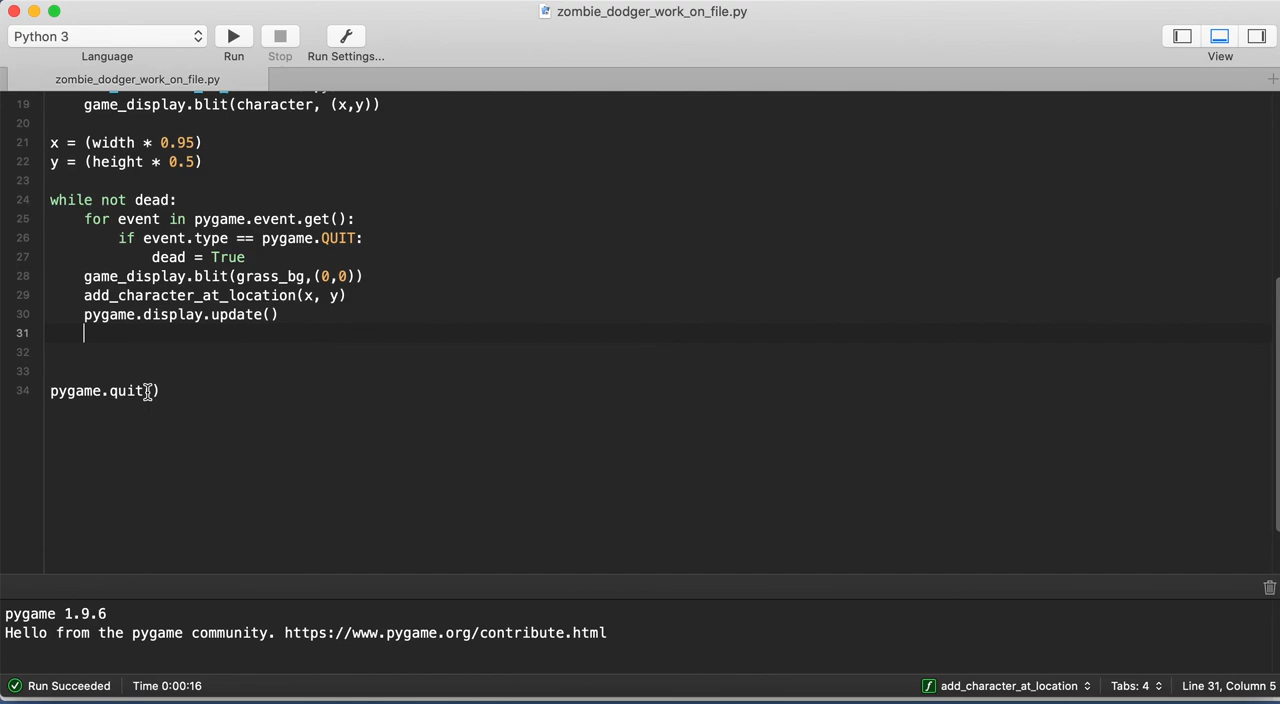 zombie_dodger_work_on_file.py
Python 3
Language
Run
Stop
Run Settings...
View
zombie_dodger_work_on_file.py
19 game_display.blit(character, (x,y))
20
21 x = (width * 0.95)
22 y = (height * 0.5)
23
24 while not dead:
25 for event in pygame.event.get():
26 if event.type == pygame.QUIT:
27 dead = True
28 game_display.blit(grass_bg,(0,0))
29 add_character_at_location(x, y)
30 pygame.display.update()
31
32
33
34 pygame.quit()
pygame 1.9.6
Hello from the pygame community. https://www.pygame.org/contribute.html
Run Succeeded Time 0:00:16 add_character_at_location Tabs: 4 Line 31, Column 5